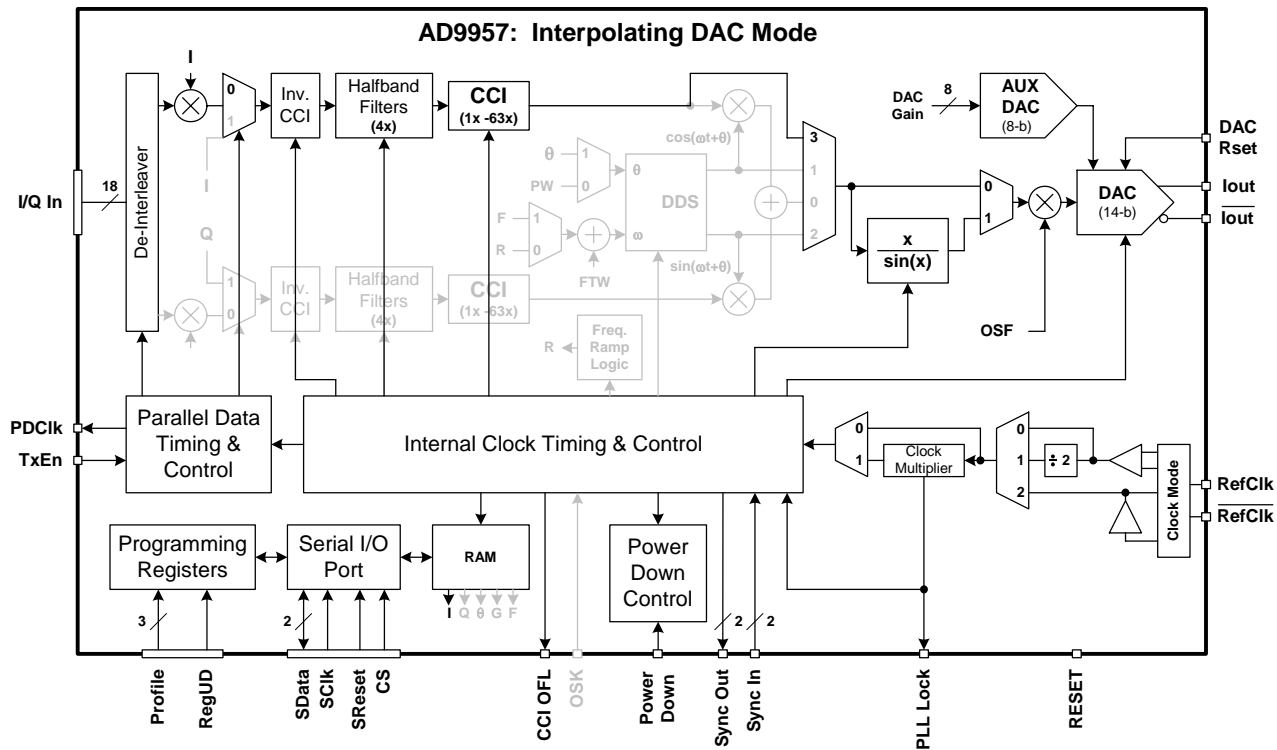 AD9957: Interpolating DAC Mode
I
De-Interleaver
0
1
Inv.
CCI
Halfband
Filters
(4x)
CCI
(1x -63x)
I
Q
1
0
Inv.
CCI
Halfband
Filters
(4x)
CCI
(1x -63x)
θ
PW
1
0
F
R
1
0
FTW
θ
DDS
ω
cos(ωt+θ)
sin(ωt+θ)
R
Freq.
Ramp
Logic
3
1
0
2
x
sin(x)
0
1
OSF
DAC
Gain
8
AUX
DAC
(8-b)
DAC
(14-b)
DAC
Rset
Iout
Iout
I/Q In
18
PDClk
TxEn
Parallel Data
Timing &
Control
Internal Clock Timing & Control
0
1
Clock
Multiplier
0
1
2
÷ 2
Clock Mode
RefClk
RefClk
Programming
Registers
Serial I/O
Port
RAM
I
Q
θ
G
F
Power
Down
Control
3
2
2
2
Profile
RegUD
SData
SClk
SReset
CS
CCI OFL
OSK
Power
Down
Sync Out
Sync In
PLL Lock
RESET